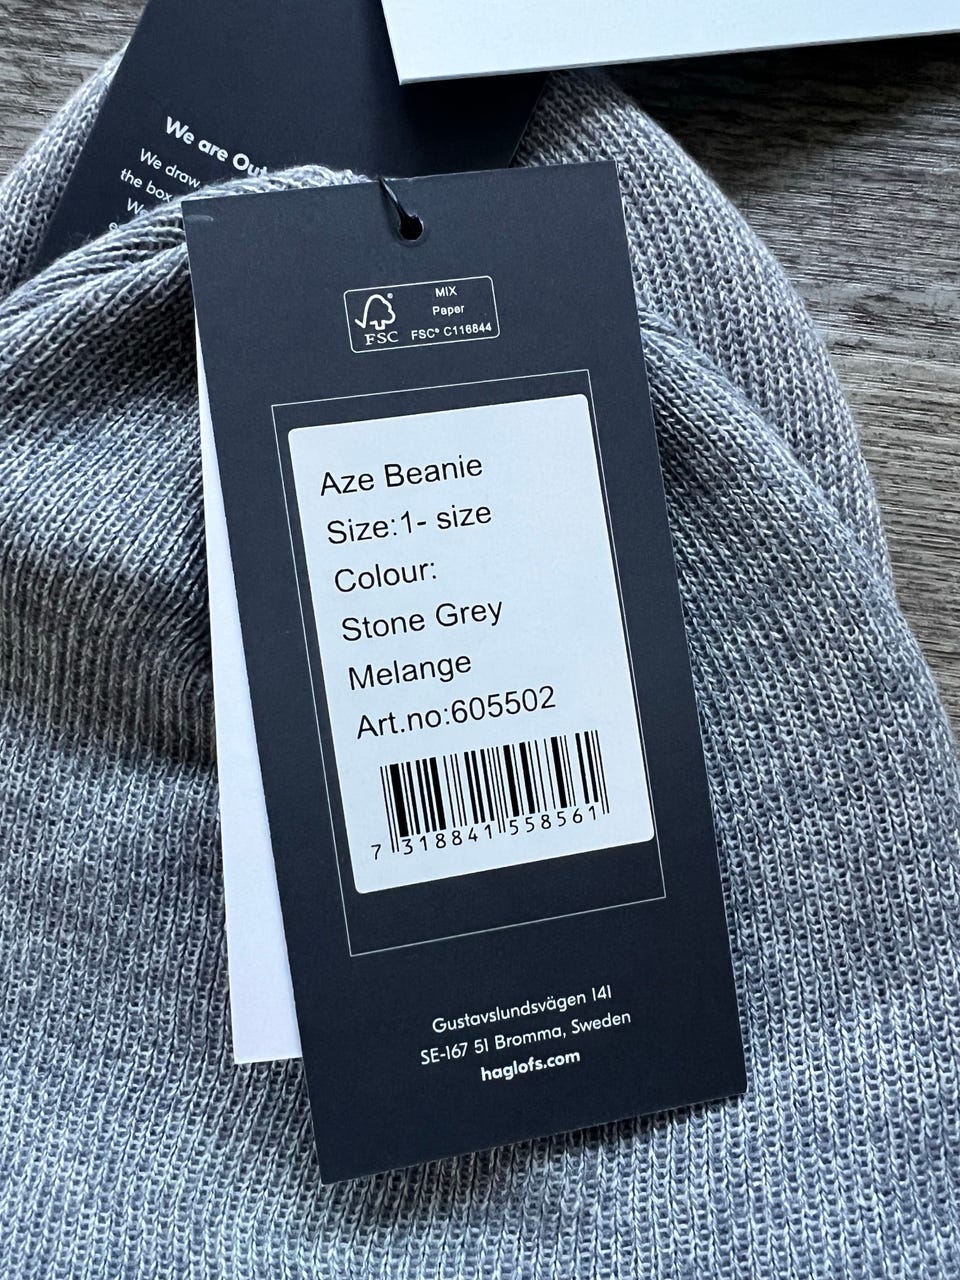 We are
We draw
the box
FSC®
MIX
Paper
FSC® C116844
Aze Beanie
Size:1- size
Colour:
Stone Grey
Melange
Art.no:605502
7 318841 558561
Gustavslundsvägen 141
SE-167 51 Bromma, Sweden
haglofs.com